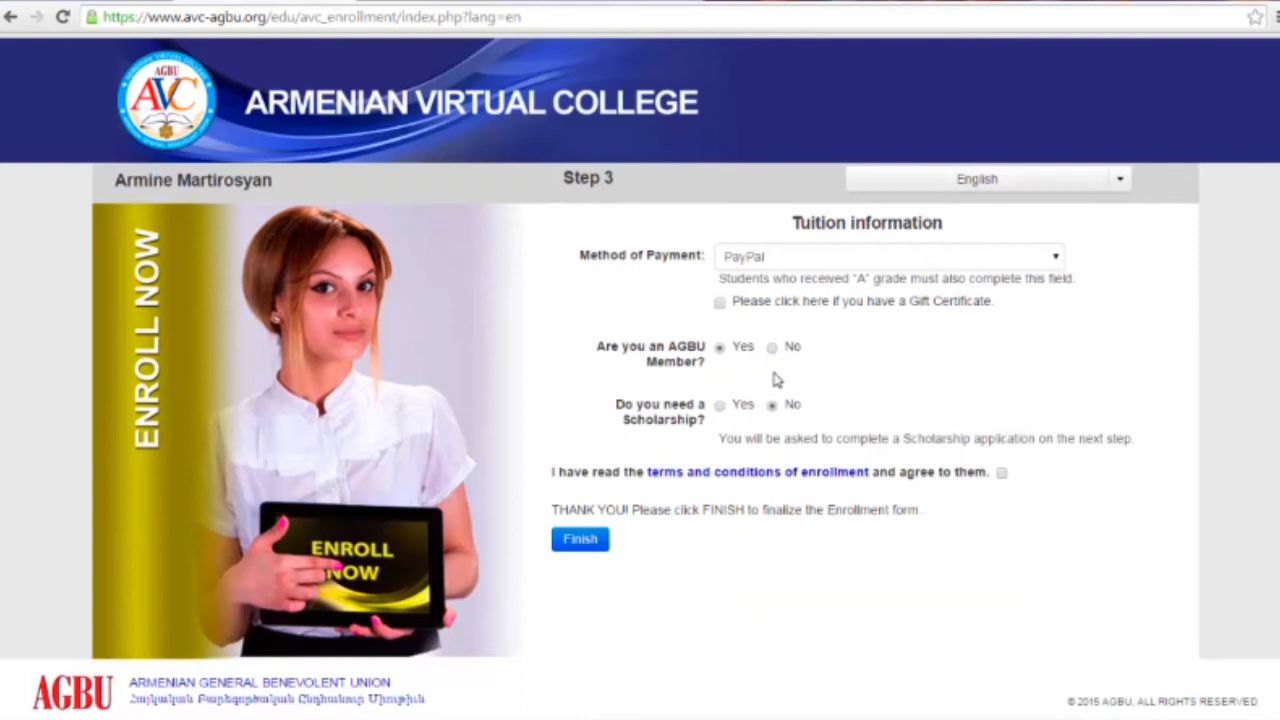 https://www.avc-agbu.org/edu/avc_enrollment/index.php?lang=en
ARMENIAN VIRTUAL COLLEGE
AGBU
AVC
Armine Martirosyan
Step 3
English
ENROLL NOW
Tuition information
Method of Payment:
PayPal
Students who received "A" grade must also complete this field.
Please click here if you have a Gift Certificate.
Are you an AGBU
Member?
Yes No
Do you need a
Scholarship?
Yes No
You will be asked to complete a Scholarship application on the next step.
I have read the terms and conditions of enrollment and agree to them.
THANK YOU! Please click FINISH to finalize the Enrollment form.
Finish
ENROLL
NOW
AGBU
ARMENIAN GENERAL BENEVOLENT UNION
Հայկական Բարեգործական Ընդհանուր Միութիւն
© 2015 AGBU, ALL RIGHTS RESERVED